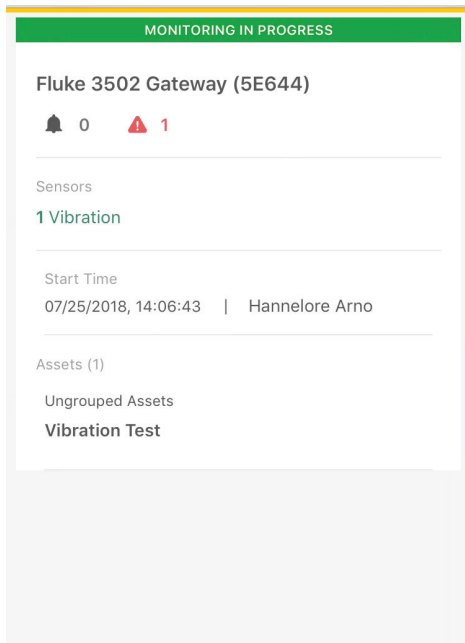 MONITORING IN PROGRESS
Fluke 3502 Gateway (5E644)
0 1
Sensors
1 Vibration
Start Time
07/25/2018, 14:06:43 | Hannelore Arno
Assets (1)
Ungrouped Assets
Vibration Test